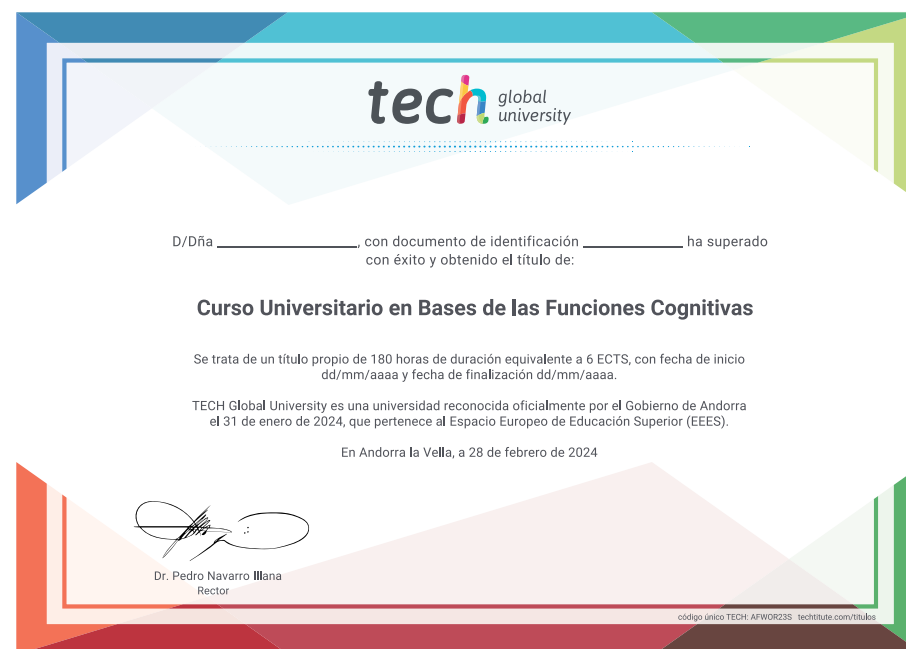 tech global university
D/Dña ____________________, con documento de identificación ______________ ha superado
con éxito y obtenido el título de:
Curso Universitario en Bases de las Funciones Cognitivas
Se trata de un título propio de 180 horas de duración equivalente a 6 ECTS, con fecha de inicio
dd/mm/aaaa y fecha de finalización dd/mm/aaaa.
TECH Global University es una universidad reconocida oficialmente por el Gobierno de Andorra
el 31 de enero de 2024, que pertenece al Espacio Europeo de Educación Superior (EEES).
En Andorra la Vella, a 28 de febrero de 2024
Dr. Pedro Navarro Illana
Rector
código único TECH: AFWOR23S techtitute.com/titulos